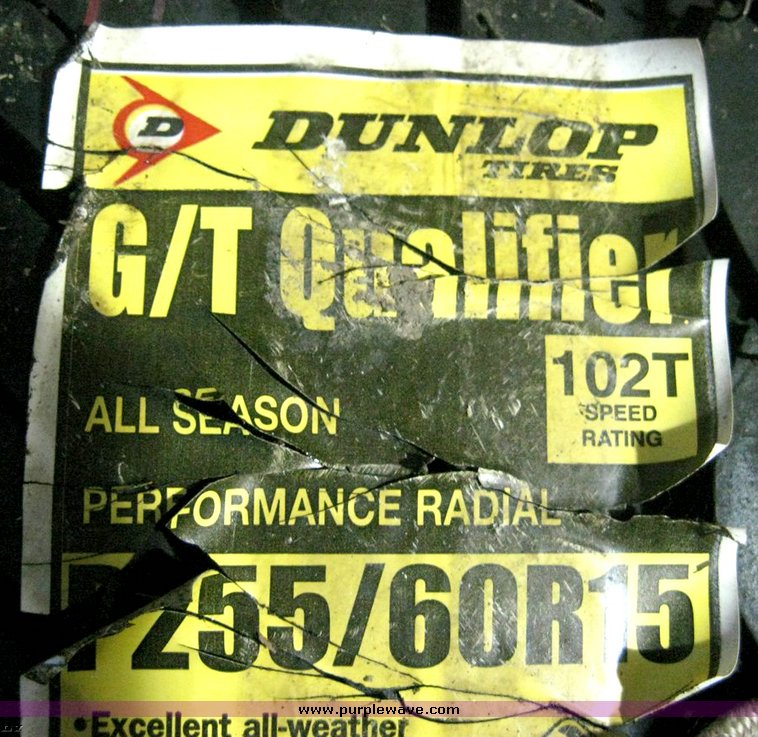 D DUNLOP
TIRES
G/T Qualifier
102T
SPEED
RATING
ALL SEASON
PERFORMANCE RADIAL
P255/60R15
•Excellent all-weather
www.purplewave.com